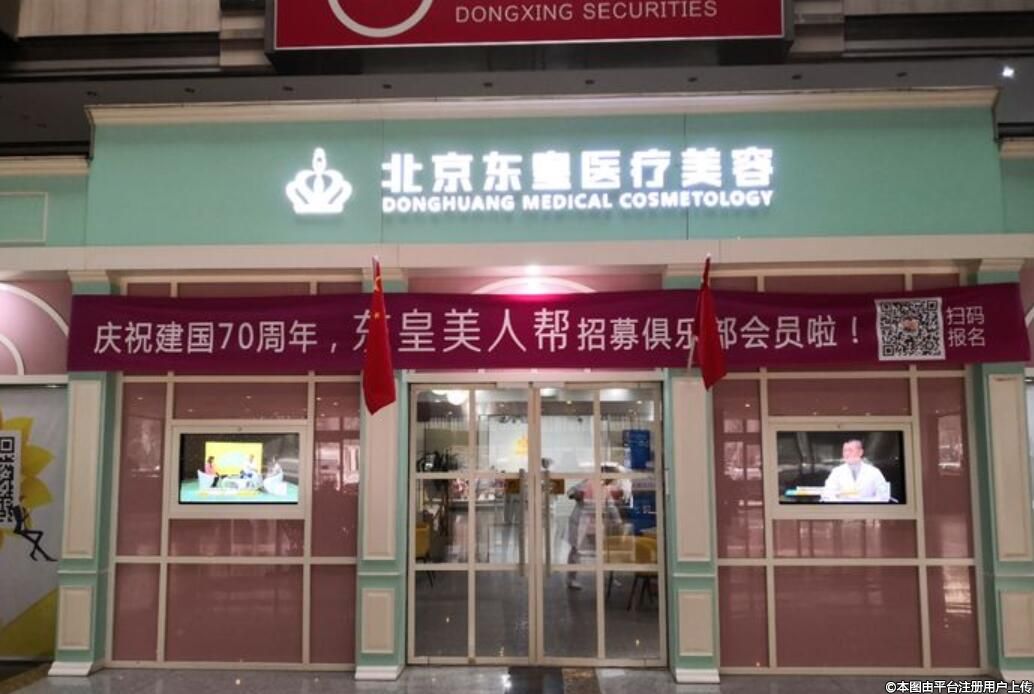 DONGXING SECURITIES
北京东皇医疗美容
DONGHUANG MEDICAL COSMETOLOGY
庆祝建国70周年，东皇美人帮招募俱乐部会员啦！
扫码
报名
©本图由平台注册用户上传